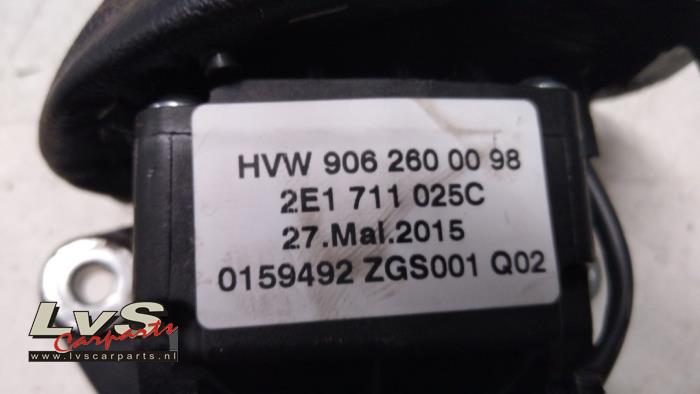 HVW 906 260 00 98
2E1 711 025C
27.Mai.2015
0159492 ZGS001 Q02
LvS
Carparts
www.lvscarparts.nl